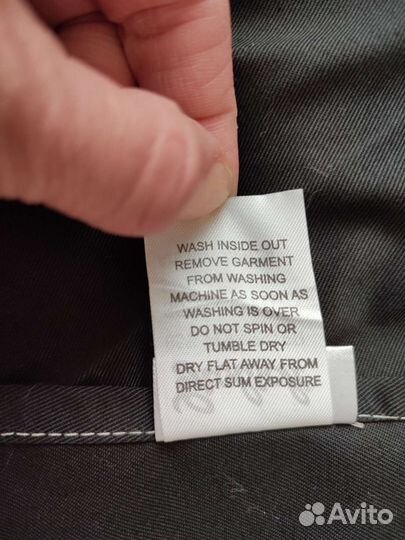 WASH INSIDE OUT
REMOVE GARMENT
FROM WASHING
MACHINE AS SOON AS
WASHING IS OVER
DO NOT SPIN OR
TUMBLE DRY
DRY FLAT AWAY FROM
DIRECT SUM EXPOSURE
Avito